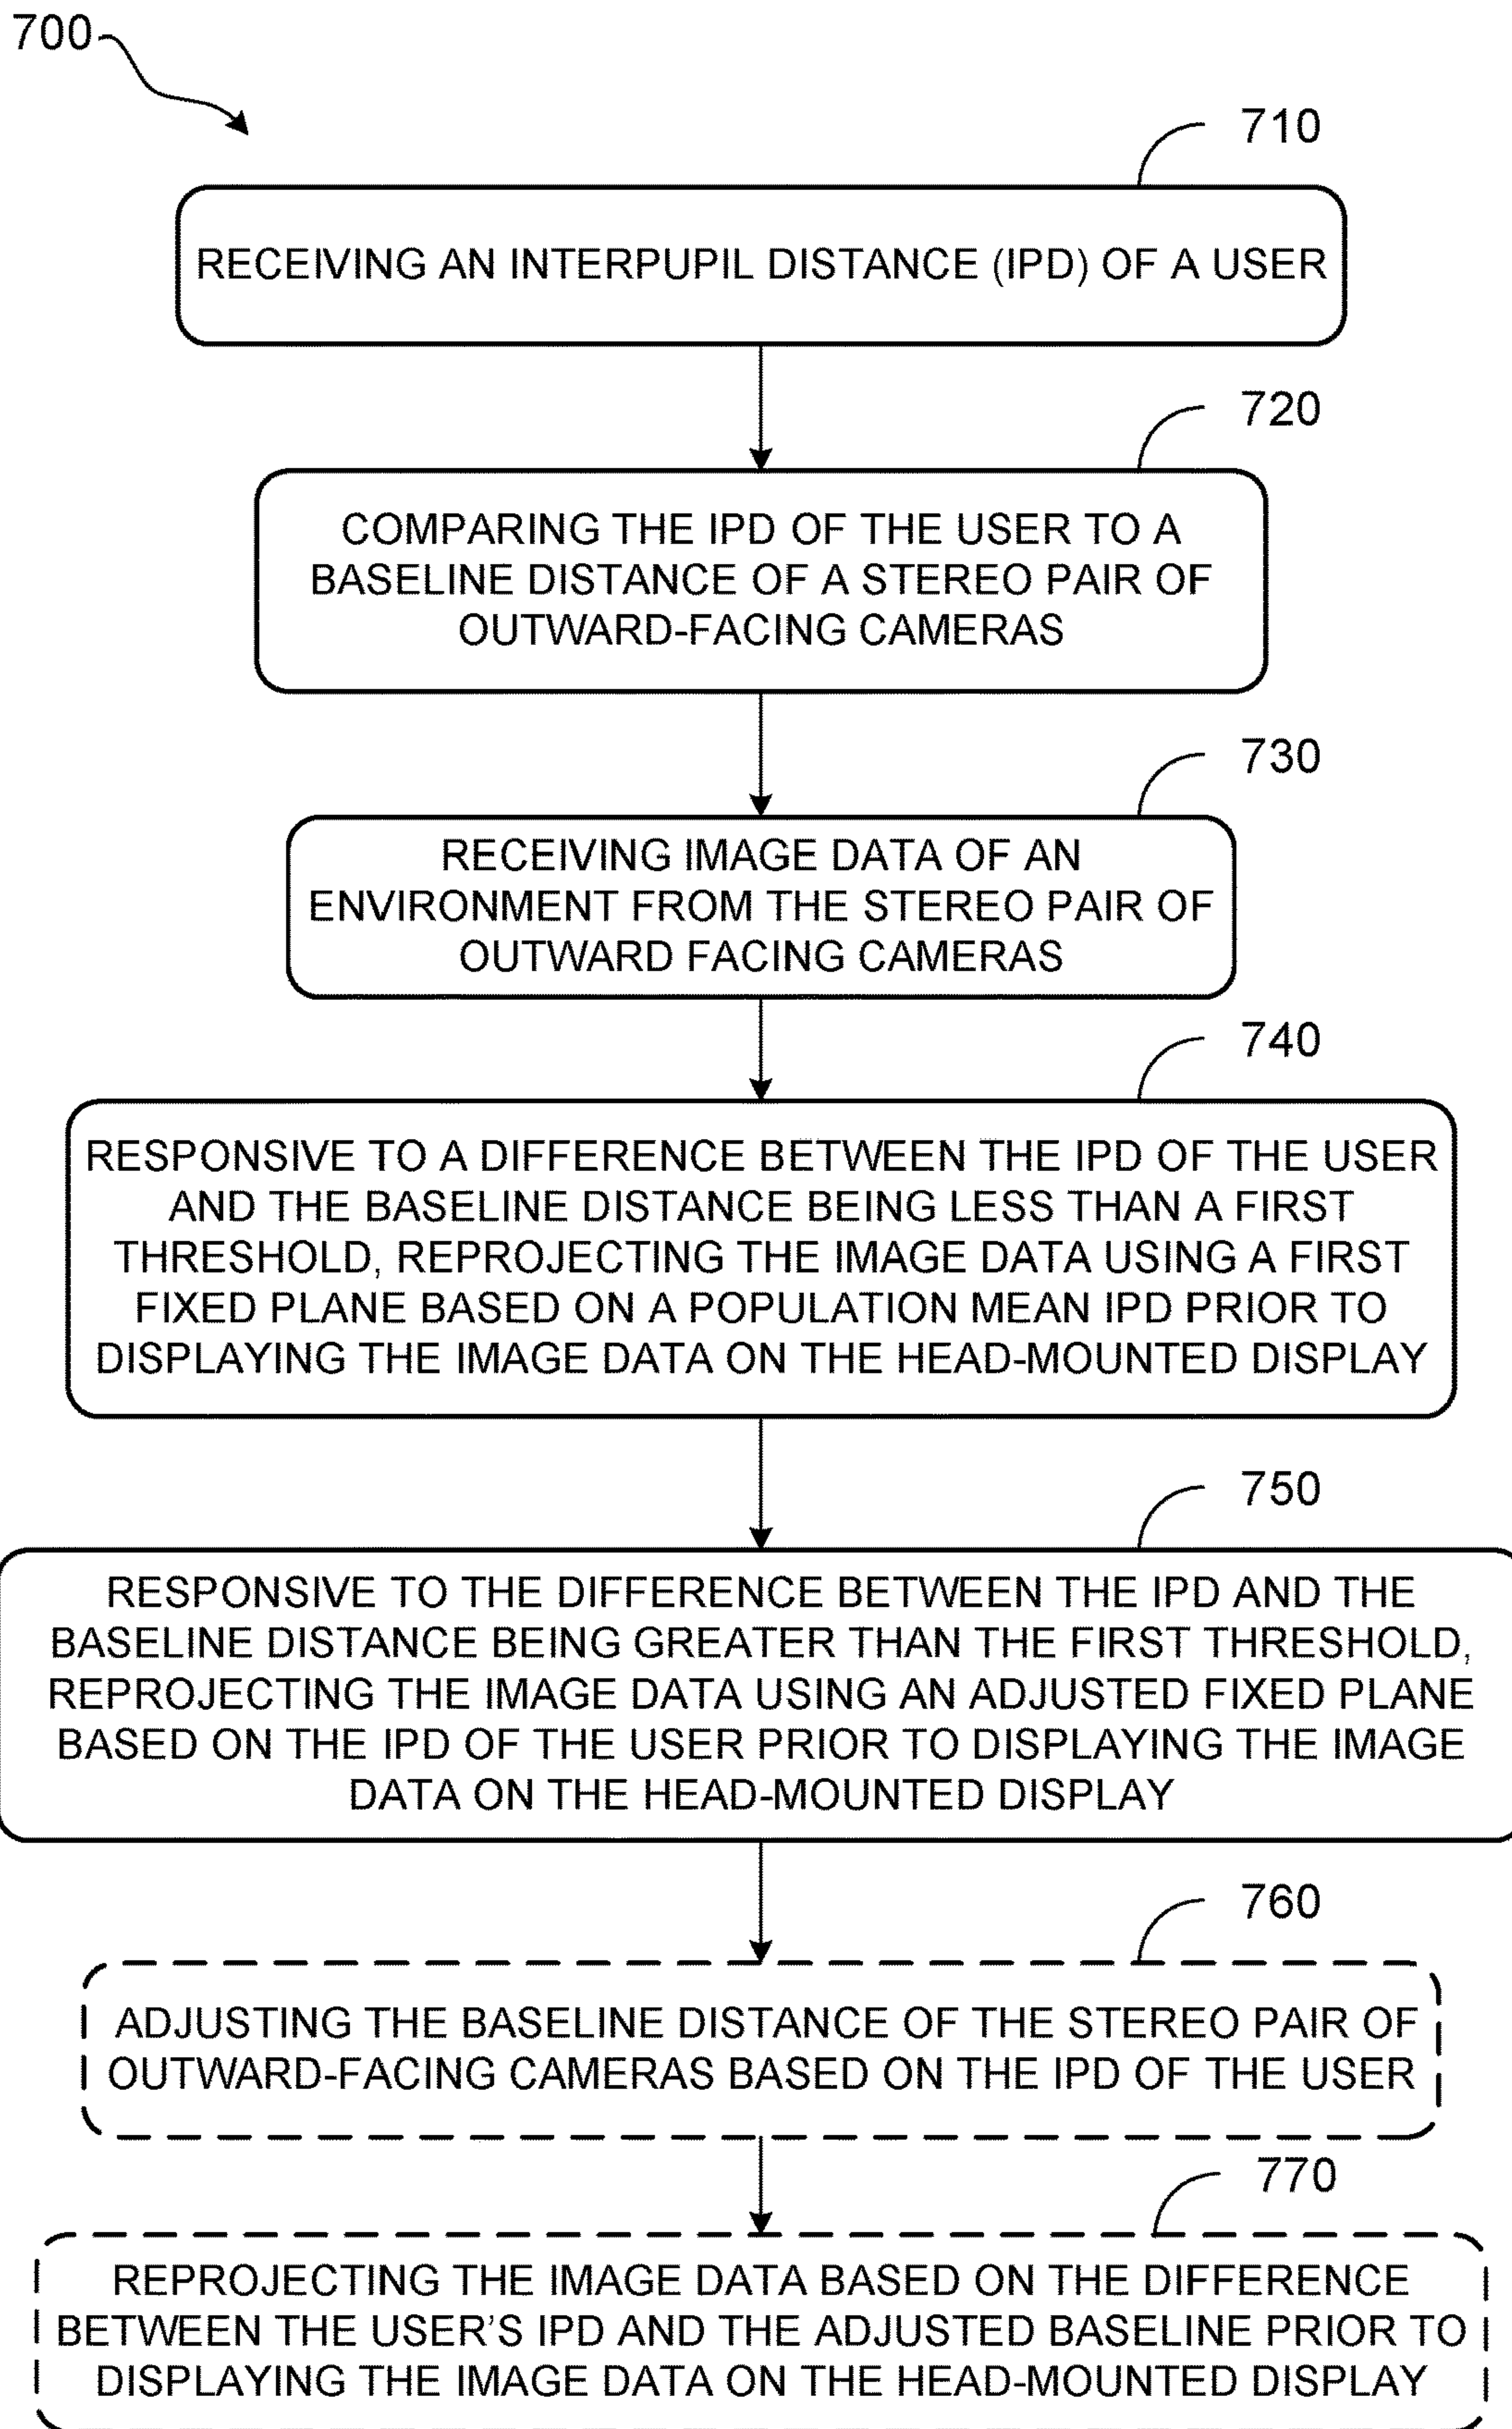 700
710
RECEIVING AN INTERPUPIL DISTANCE (IPD) OF A USER
720
COMPARING THE IPD OF THE USER TO A
BASELINE DISTANCE OF A STEREO PAIR OF
OUTWARD-FACING CAMERAS
730
RECEIVING IMAGE DATA OF AN
ENVIRONMENT FROM THE STEREO PAIR OF
OUTWARD FACING CAMERAS
740
RESPONSIVE TO A DIFFERENCE BETWEEN THE IPD OF THE USER
AND THE BASELINE DISTANCE BEING LESS THAN A FIRST
THRESHOLD, REPROJECTING THE IMAGE DATA USING A FIRST
FIXED PLANE BASED ON A POPULATION MEAN IPD PRIOR TO
DISPLAYING THE IMAGE DATA ON THE HEAD-MOUNTED DISPLAY
750
RESPONSIVE TO THE DIFFERENCE BETWEEN THE IPD AND THE
BASELINE DISTANCE BEING GREATER THAN THE FIRST THRESHOLD,
REPROJECTING THE IMAGE DATA USING AN ADJUSTED FIXED PLANE
BASED ON THE IPD OF THE USER PRIOR TO DISPLAYING THE IMAGE
DATA ON THE HEAD-MOUNTED DISPLAY
760
ADJUSTING THE BASELINE DISTANCE OF THE STEREO PAIR OF
OUTWARD-FACING CAMERAS BASED ON THE IPD OF THE USER
770
REPROJECTING THE IMAGE DATA BASED ON THE DIFFERENCE
BETWEEN THE USER'S IPD AND THE ADJUSTED BASELINE PRIOR TO
DISPLAYING THE IMAGE DATA ON THE HEAD-MOUNTED DISPLAY